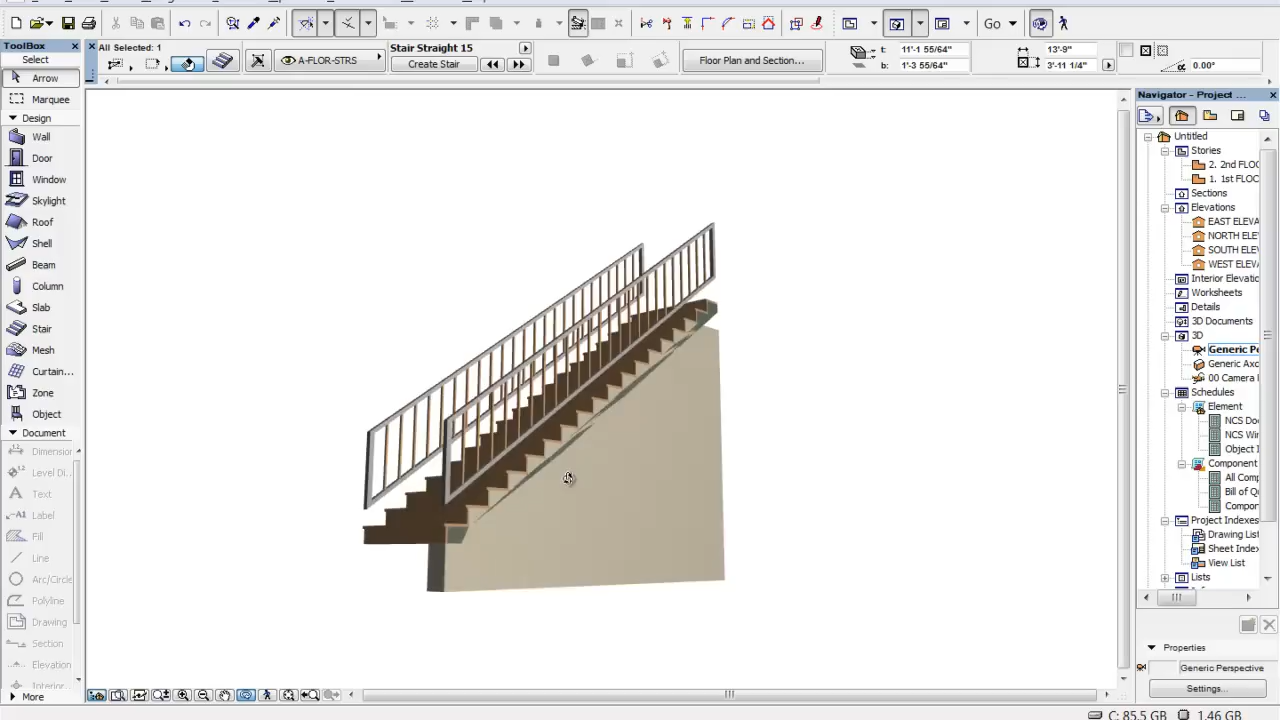 Go
ToolBox
Select
Arrow
Marquee
Design
Wall
Door
Window
Skylight
Roof
Shell
Beam
Column
Slab
Stair
Mesh
Curtain...
Zone
Object
Document
Dimension
Level Di...
Text
Label
Fill
Line
Arc/Circle
Polyline
Drawing
Section
Elevation
Interior...
More
All Selected: 1
A-FLOR-STRS
Stair Straight 15
Create Stair
Floor Plan and Section...
t: 11'-1 55/64"
b: 1'-3 55/64"
13'-9"
3'-11 1/4"
0.00°
Navigator - Project ...
Untitled
Stories
2. 2nd FLOO
1. 1st FLOO
Sections
Elevations
EAST ELEVA
NORTH ELE
SOUTH ELE
WEST ELEVA
Interior Elevatio
Worksheets
Details
3D Documents
3D
Generic Pe
Generic Axo
00 Camera
Schedules
Element
NCS Doo
NCS Win
Object I
Component
All Comp
Bill of Q
Compon
Project Indexes
Drawing List
Sheet Index
View List
Lists
Properties
Generic Perspective
Settings...
C: 85.5 GB
1.46 GB